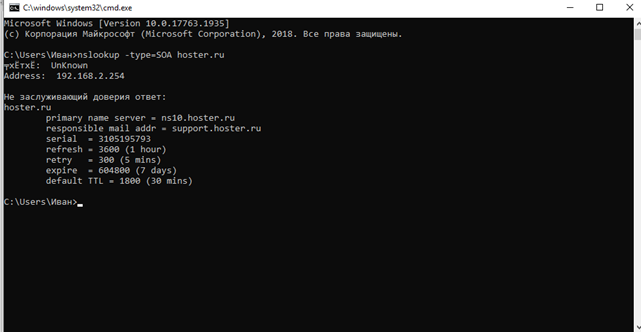 C:\windows\system32\cmd.exe
Microsoft Windows [Version 10.0.17763.1935]
(c) Корпорация Майкрософт (Microsoft Corporation), 2018. Все права защищены.
C:\Users\Иван>nslookup -type=SOA hoster.ru
╤хЁтхЁ:  UnKnown
Address:  192.168.2.254
Не заслуживающий доверия ответ:
hoster.ru
primary name server = ns10.hoster.ru
responsible mail addr = support.hoster.ru
serial  = 3105195793
refresh = 3600 (1 hour)
retry   = 300 (5 mins)
expire  = 604800 (7 days)
default TTL = 1800 (30 mins)
C:\Users\Иван>